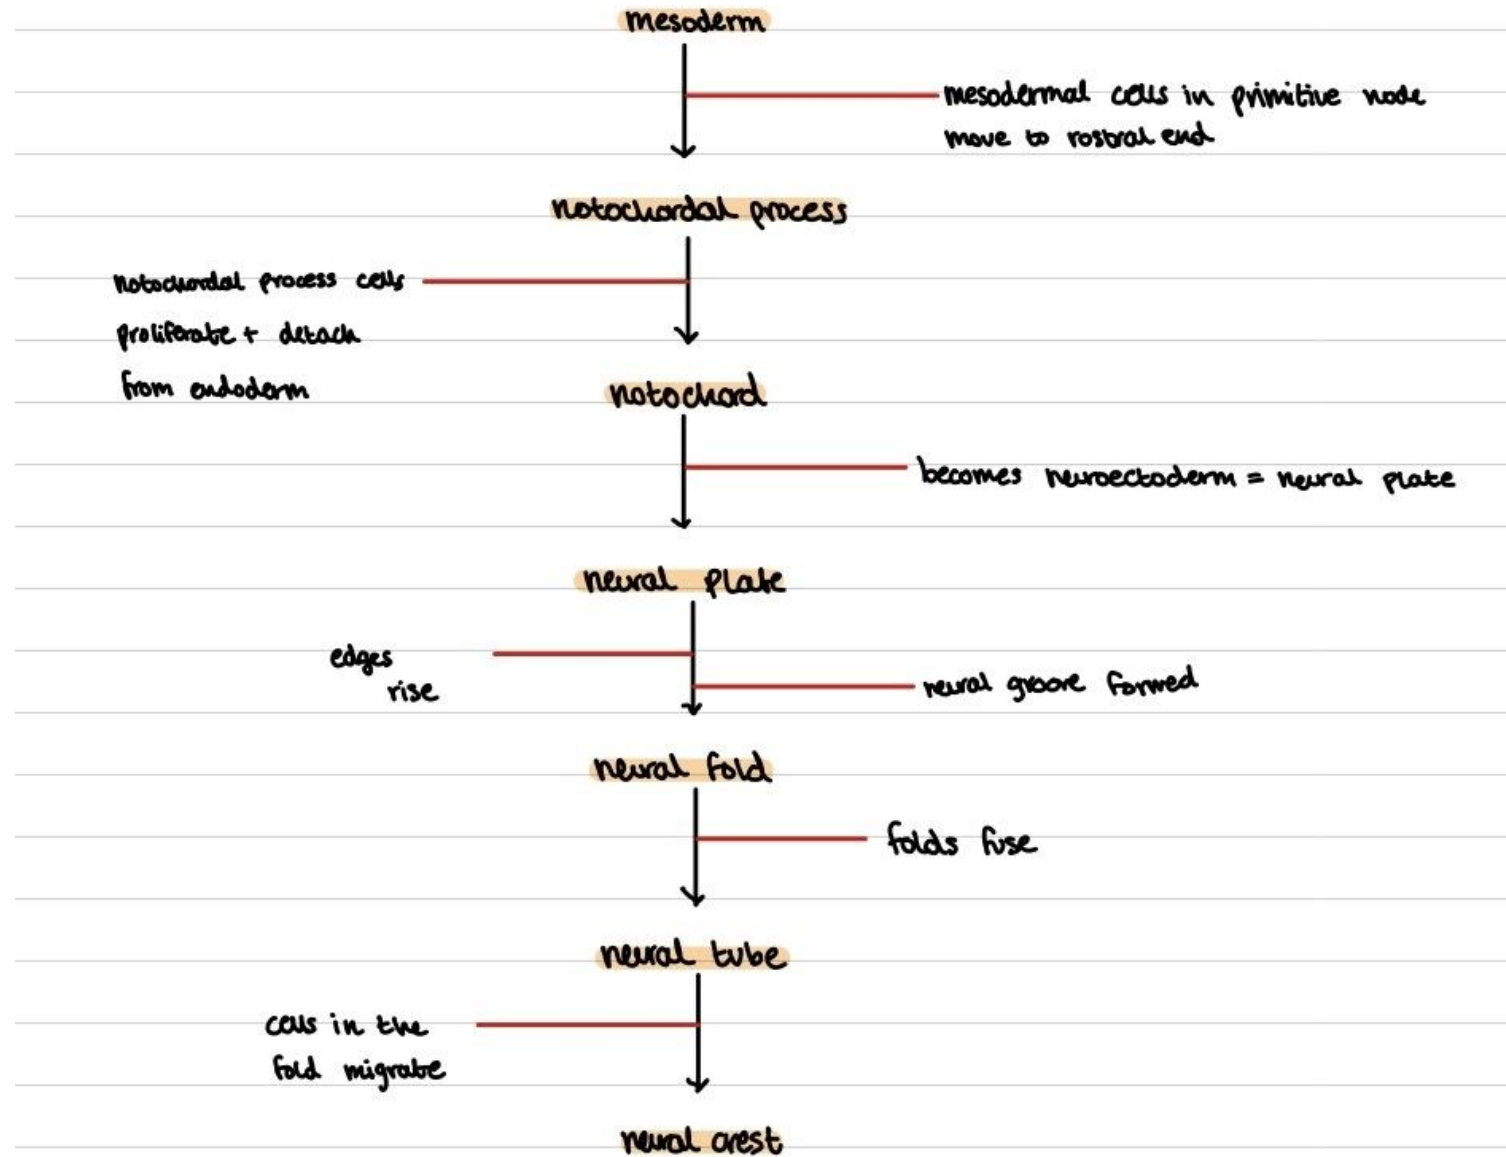 mesoderm
mesodermal cells in primitive node
move to rostral end
notochordal process
notochordal process cells
proliferate + detach
from endoderm
notochord
becomes neuroectoderm = neural plate
neural plate
edges
rise
neural groove formed
neural fold
folds fuse
neural tube
cells in the
fold migrate
neural crest